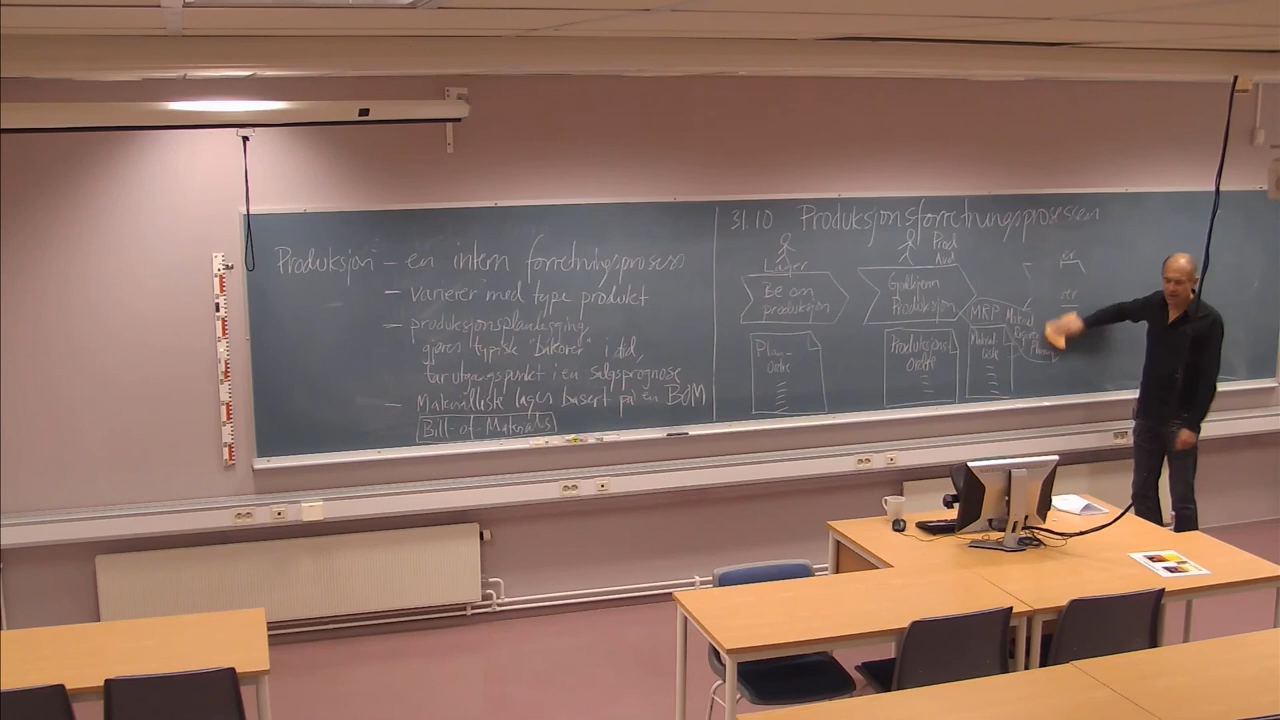 Produksjon - en intern forretningsprosess
- varierer med type produkt
- produksjonsplanlegging,
gjøres typisk "bakover" i tid,
tar utgangspunkt i en salgsprognose
- Materialliste lages basert på en BOM
Bill-of-Materials
31.10 Produksjonsforretningsprosessen
Lager
Be om
produksjon
Plan-
Ordre
Prod
Avd
Godkjenn
Produksjon
Produksjons-
Ordre
MRP
Material
Material-
liste